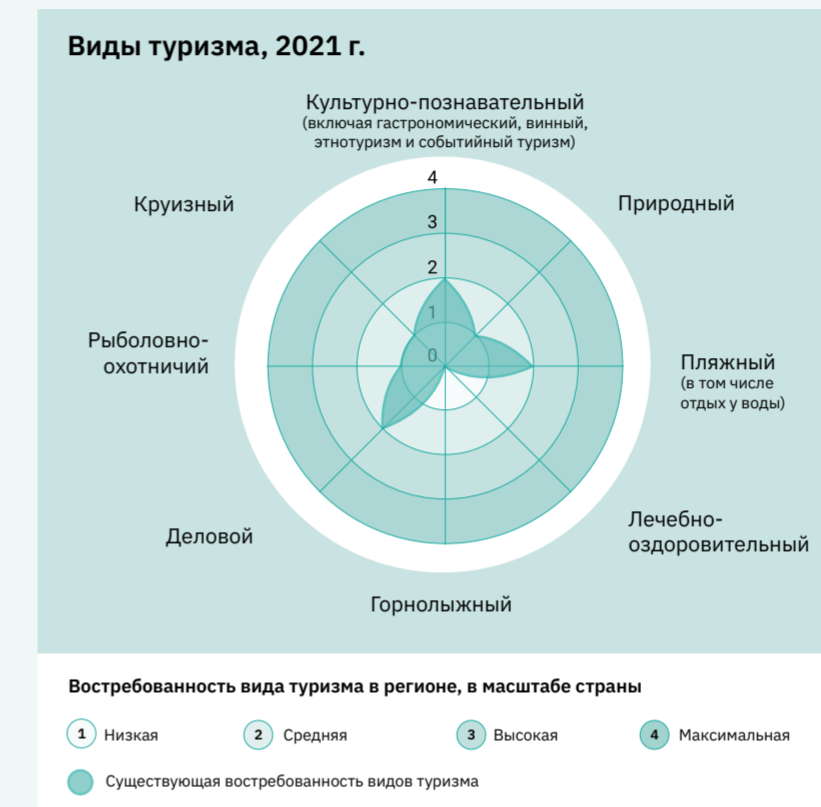 Виды туризма, 2021 г.
Культурно-познавательный
(включая гастрономический, винный,
этнотуризм и событийный туризм)
Круизный
Природный
4
3
2
1
0
Рыболовно-
охотничий
Пляжный
(в том числе
отдых у воды)
Деловой
Лечебно-
оздоровительный
Горнолыжный
Востребованность вида туризма в регионе, в масштабе страны
1 Низкая
2 Средняя
3 Высокая
4 Максимальная
Существующая востребованность видов туризма